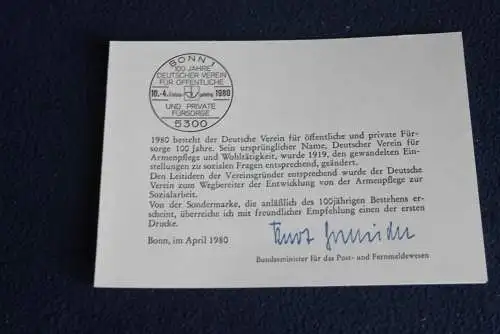 BONN 1
100 JAHRE
DEUTSCHER VEREIN
FÜR ÖFFENTLICHE
10.-4. 1980
UND PRIVATE
FÜRSORGE
5300
1980 besteht der Deutsche Verein für öffentliche und private Für-
sorge 100 Jahre. Sein ursprünglicher Name, Deutscher Verein für
Armenpflege und Wohltätigkeit, wurde 1919, den gewandelten Ein-
stellungen zu sozialen Fragen entsprechend, geändert.
Den Leitideen der Vereinsgründer entsprechend wurde der Deutsche
Verein zum Wegbereiter der Entwicklung von der Armenpflege zur
Sozialarbeit.
Von der Sondermarke, die anläßlich des 100jährigen Bestehens er-
scheint, überreiche ich mit freundlicher Empfehlung einen der ersten
Drucke.
Bonn, im April 1980
Bundesminister für das Post- und Fernmeldewesen